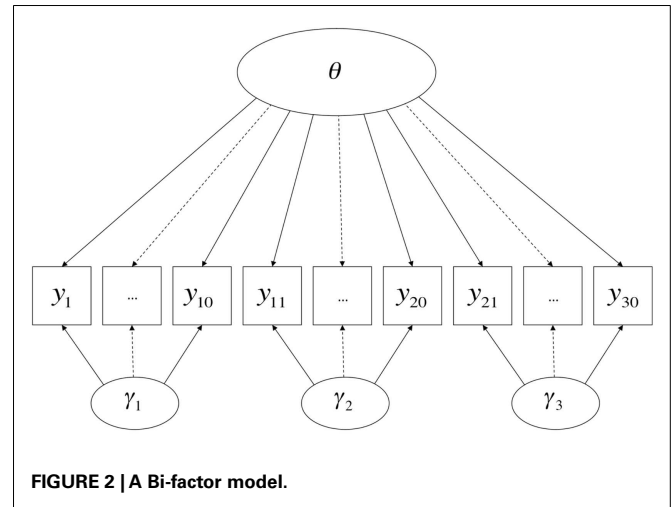 θ
y₁ ... y₁₀ y₁₁ ... y₂₀ y₂₁ ... y₃₀
γ₁ γ₂ γ₃
FIGURE 2 | A Bi-factor model.